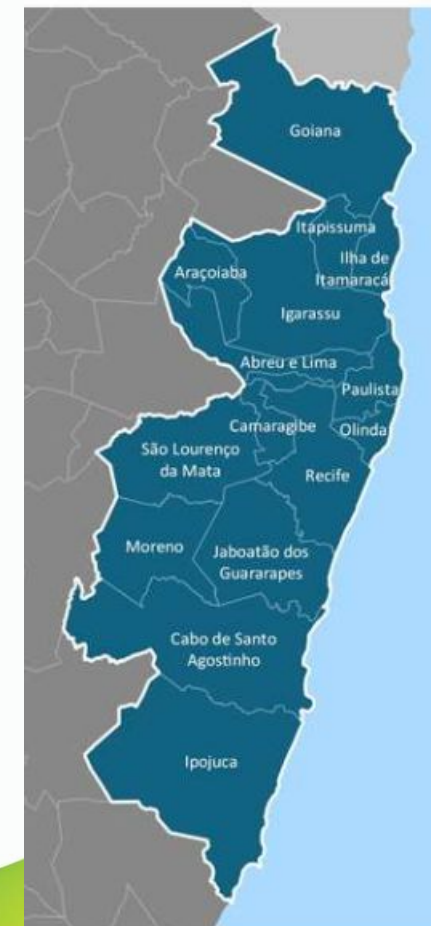 Goiana
Itapissuma
Ilha de
Itamaracá
Araçoiaba
Igarassu
Abreu e Lima
Paulista
Camaragibe
Olinda
São Lourenço
da Mata
Recife
Moreno
Jaboatão dos
Guararapes
Cabo de Santo
Agostinho
Ipojuca